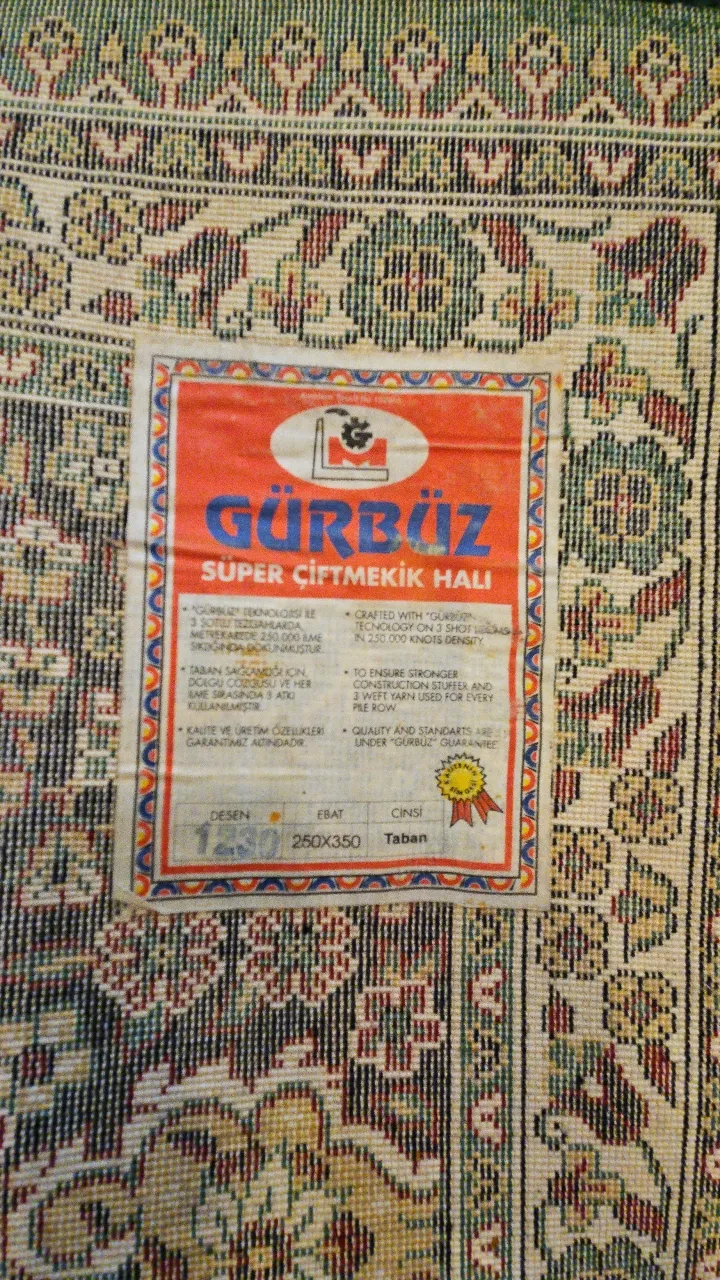 G
M
GÜRBÜZ
SÜPER ÇİFTMEKİK HALI
• "GÜRBÜZ" TEKNOLOJİSİ İLE
3 ŞOTLU TEZGAHLARDA,
METREKAREDE 250.000 İLME
SIKLIĞINDA DOKUNMUŞTUR.
• TABAN SAĞLAMLIĞI İÇİN,
DOLGU ÇÖZGÜSÜ VE HER
İLME SIRASINDA 3 ATKI
KULLANILMIŞTIR.
• KALİTE VE ÜRETİM ÖZELLİKLERİ
GARANTİMİZ ALTINDADIR.
• CRAFTED WITH "GÜRBÜZ"
TECNOLOGY ON 3 SHOT
IN 250.000 KNOTS DENSITY.
• TO ENSURE STRONGER
CONSTRUCTION STUFFER AND
3 WEFT YARN USED FOR EVERY
PILE ROW
• QUALITY AND STANDARTS ARE
UNDER "GÜRBÜZ" GUARANTEE
DESEN EBAT CİNSİ
1230 250X350 Taban